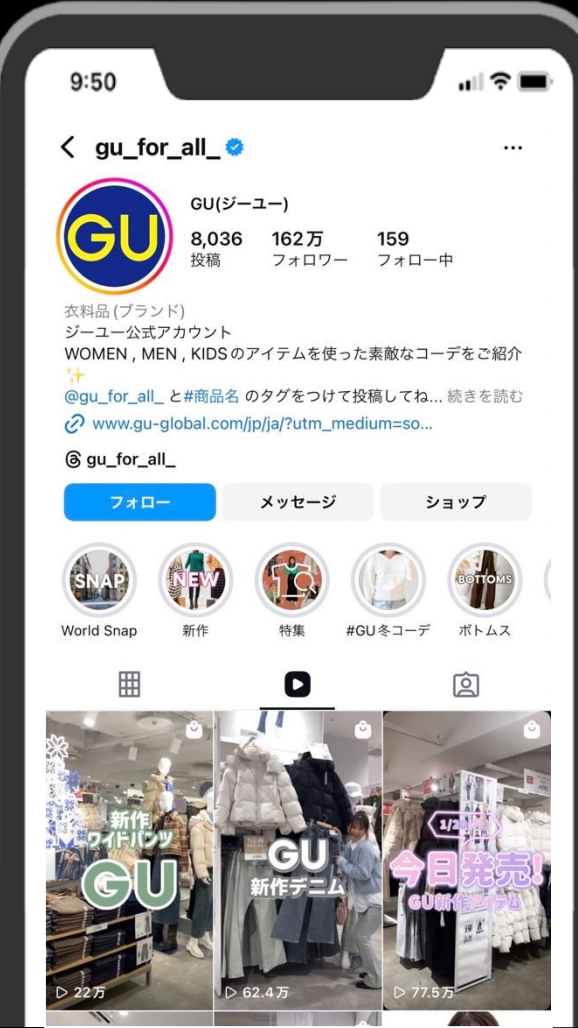 9:50
gu_for_all_
GU
GU(ジーユー)
8,036 162万 159
投稿 フォロワー フォロー中
衣料品 (ブランド)
ジーユー公式アカウント
WOMEN , MEN , KIDSのアイテムを使った素敵なコーデをご紹介
✨
@gu_for_all_ と#商品名 のタグをつけて投稿してね... 続きを読む
www.gu-global.com/jp/ja/?utm_medium=so...
gu_for_all_
フォロー メッセージ ショップ
SNAP NEW BOTTOMS
World Snap 新作 特集 #GU冬コーデ ボトムス
新作
ワイドパンツ
GU
22万
GU
新作デニム
62.4万
今日発売!
GU新作アイテム
77.5万